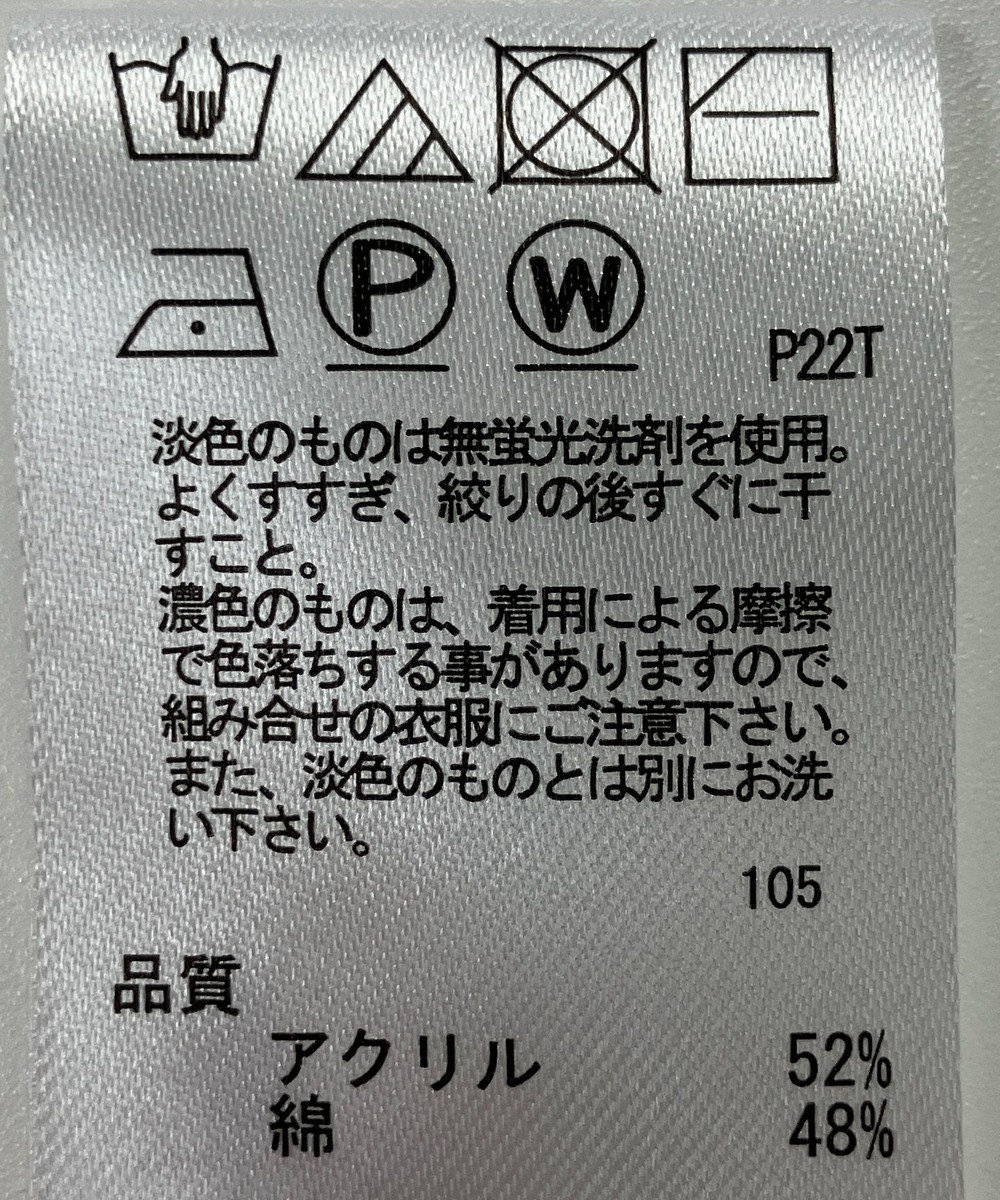 P
W
P22T
淡色のものは無蛍光洗剤を使用。
よくすすぎ、絞りの後すぐに干
すこと。
濃色のものは、着用による摩擦
で色落ちする事がありますので、
組み合せの衣服にご注意下さい。
また、淡色のものとは別にお洗
い下さい。
105
品質
アクリル 52%
綿 48%